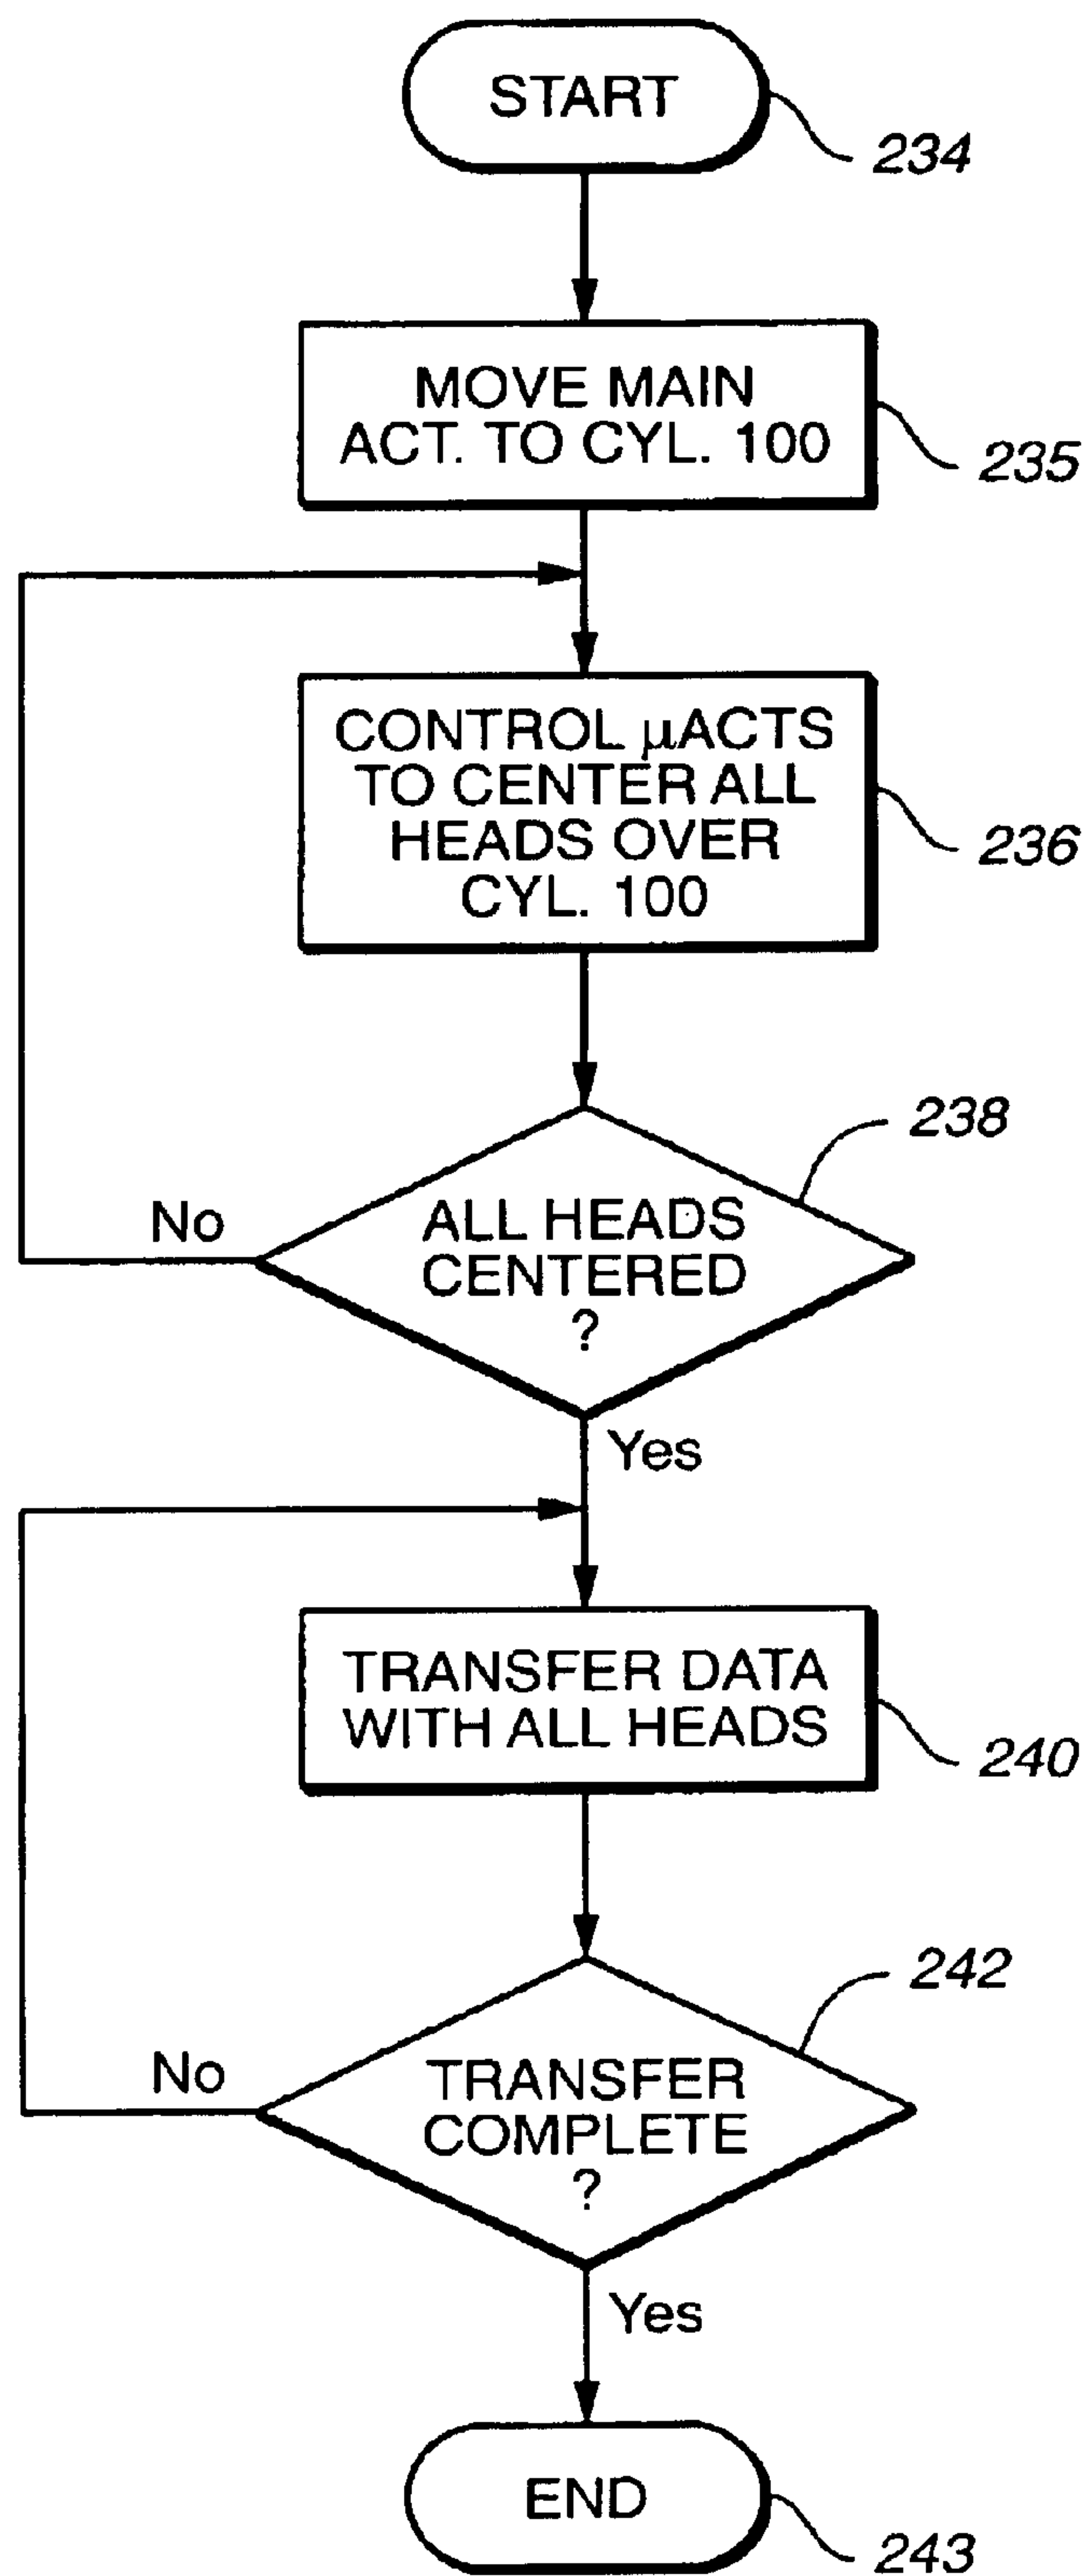 START
234
MOVE MAIN
ACT. TO CYL. 100
235
CONTROL µACTS
TO CENTER ALL
HEADS OVER
CYL. 100
236
238
ALL HEADS
CENTERED
?
No
Yes
TRANSFER DATA
WITH ALL HEADS
240
242
TRANSFER
COMPLETE
?
No
Yes
END
243